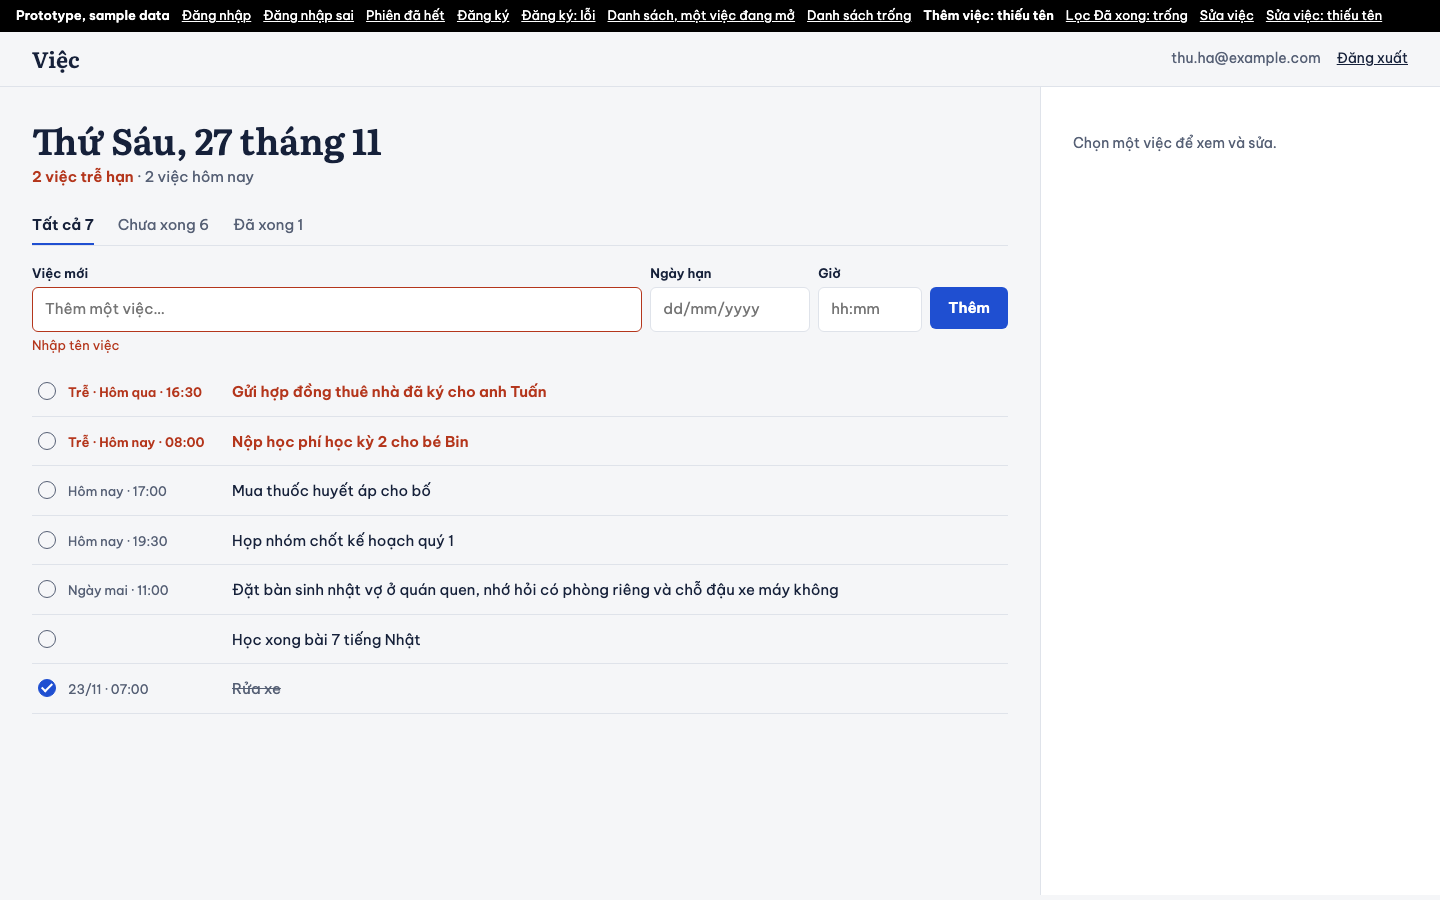 Prototype, sample data Đăng nhập Đăng nhập sai Phiên đã hết Đăng ký Đăng ký: lỗi Danh sách, một việc đang mở Danh sách trống Thêm việc: thiếu tên Lọc Đã xong: trống Sửa việc Sửa việc: thiếu tên
Việc thu.ha@example.com Đăng xuất
Thứ Sáu, 27 tháng 11
2 việc trễ hạn · 2 việc hôm nay
Tất cả 7 Chưa xong 6 Đã xong 1
Việc mới Ngày hạn Giờ
Thêm một việc... dd/mm/yyyy hh:mm Thêm
Nhập tên việc
Trễ · Hôm qua · 16:30 Gửi hợp đồng thuê nhà đã ký cho anh Tuấn
Trễ · Hôm nay · 08:00 Nộp học phí học kỳ 2 cho bé Bin
Hôm nay · 17:00 Mua thuốc huyết áp cho bố
Hôm nay · 19:30 Họp nhóm chốt kế hoạch quý 1
Ngày mai · 11:00 Đặt bàn sinh nhật vợ ở quán quen, nhớ hỏi có phòng riêng và chỗ đậu xe máy không
Học xong bài 7 tiếng Nhật
23/11 · 07:00 Rửa xe
Chọn một việc để xem và sửa.